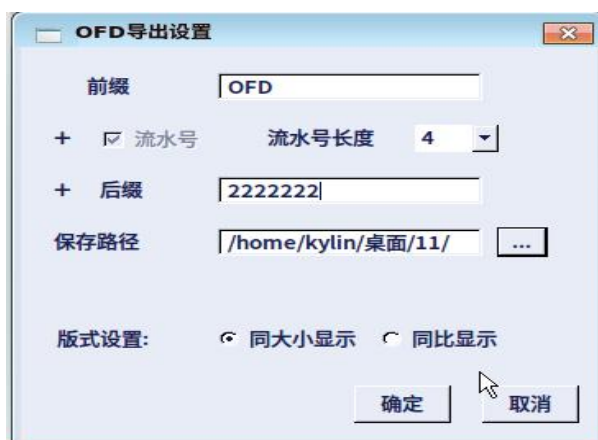 OFD导出设置
前缀 OFD
+ 流水号 流水号长度 4
+ 后缀 2222222
保存路径 /home/kylin/桌面/11/ ...
版式设置: 同大小显示 同比显示
确定 取消